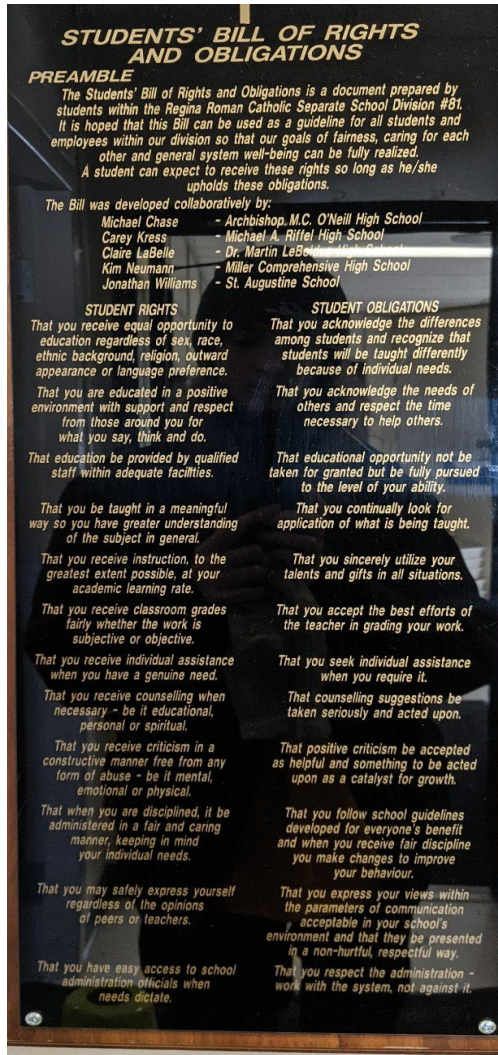 STUDENTS' BILL OF RIGHTS
AND OBLIGATIONS
PREAMBLE
The Students' Bill of Rights and Obligations is a document prepared by
students within the Regina Roman Catholic Separate School Division #81.
It is hoped that this Bill can be used as a guideline for all students and
employees within our division so that our goals of fairness, caring for each
other and general system well-being can be fully realized.
A student can expect to receive these rights so long as he/she
upholds these obligations.
The Bill was developed collaboratively by:
Michael Chase - Archbishop M.C. O'Neill High School
Carey Kress - Michael A. Riffel High School
Claire LaBelle - Dr. Martin LeBoldus High School
Kim Neumann - Miller Comprehensive High School
Jonathan Williams - St. Augustine School
STUDENT RIGHTS
That you receive equal opportunity to
education regardless of sex, race,
ethnic background, religion, outward
appearance or language preference.
That you are educated in a positive
environment with support and respect
from those around you for
what you say, think and do.
That education be provided by qualified
staff within adequate facilities.
That you be taught in a meaningful
way so you have greater understanding
of the subject in general.
That you receive instruction, to the
greatest extent possible, at your
academic learning rate.
That you receive classroom grades
fairly whether the work is
subjective or objective.
That you receive individual assistance
when you have a genuine need.
That you receive counselling when
necessary - be it educational,
personal or spiritual.
That you receive criticism in a
constructive manner free from any
form of abuse - be it mental,
emotional or physical.
That when you are disciplined, it be
administered in a fair and caring
manner, keeping in mind
your individual needs.
That you may safely express yourself
regardless of the opinions
of peers or teachers.
That you have easy access to school
administration officials when
needs dictate.
STUDENT OBLIGATIONS
That you acknowledge the differences
among students and recognize that
students will be taught differently
because of individual needs.
That you acknowledge the needs of
others and respect the time
necessary to help others.
That educational opportunity not be
taken for granted but be fully pursued
to the level of your ability.
That you continually look for
application of what is being taught.
That you sincerely utilize your
talents and gifts in all situations.
That you accept the best efforts of
the teacher in grading your work.
That you seek individual assistance
when you require it.
That counselling suggestions be
taken seriously and acted upon.
That positive criticism be accepted
as helpful and something to be acted
upon as a catalyst for growth.
That you follow school guidelines
developed for everyone's benefit
and when you receive fair discipline
you make changes to improve
your behaviour.
That you express your views within
the parameters of communication
acceptable in your school's
environment and that they be presented
in a non-hurtful, respectful way.
That you respect the administration -
work with the system, not against it.